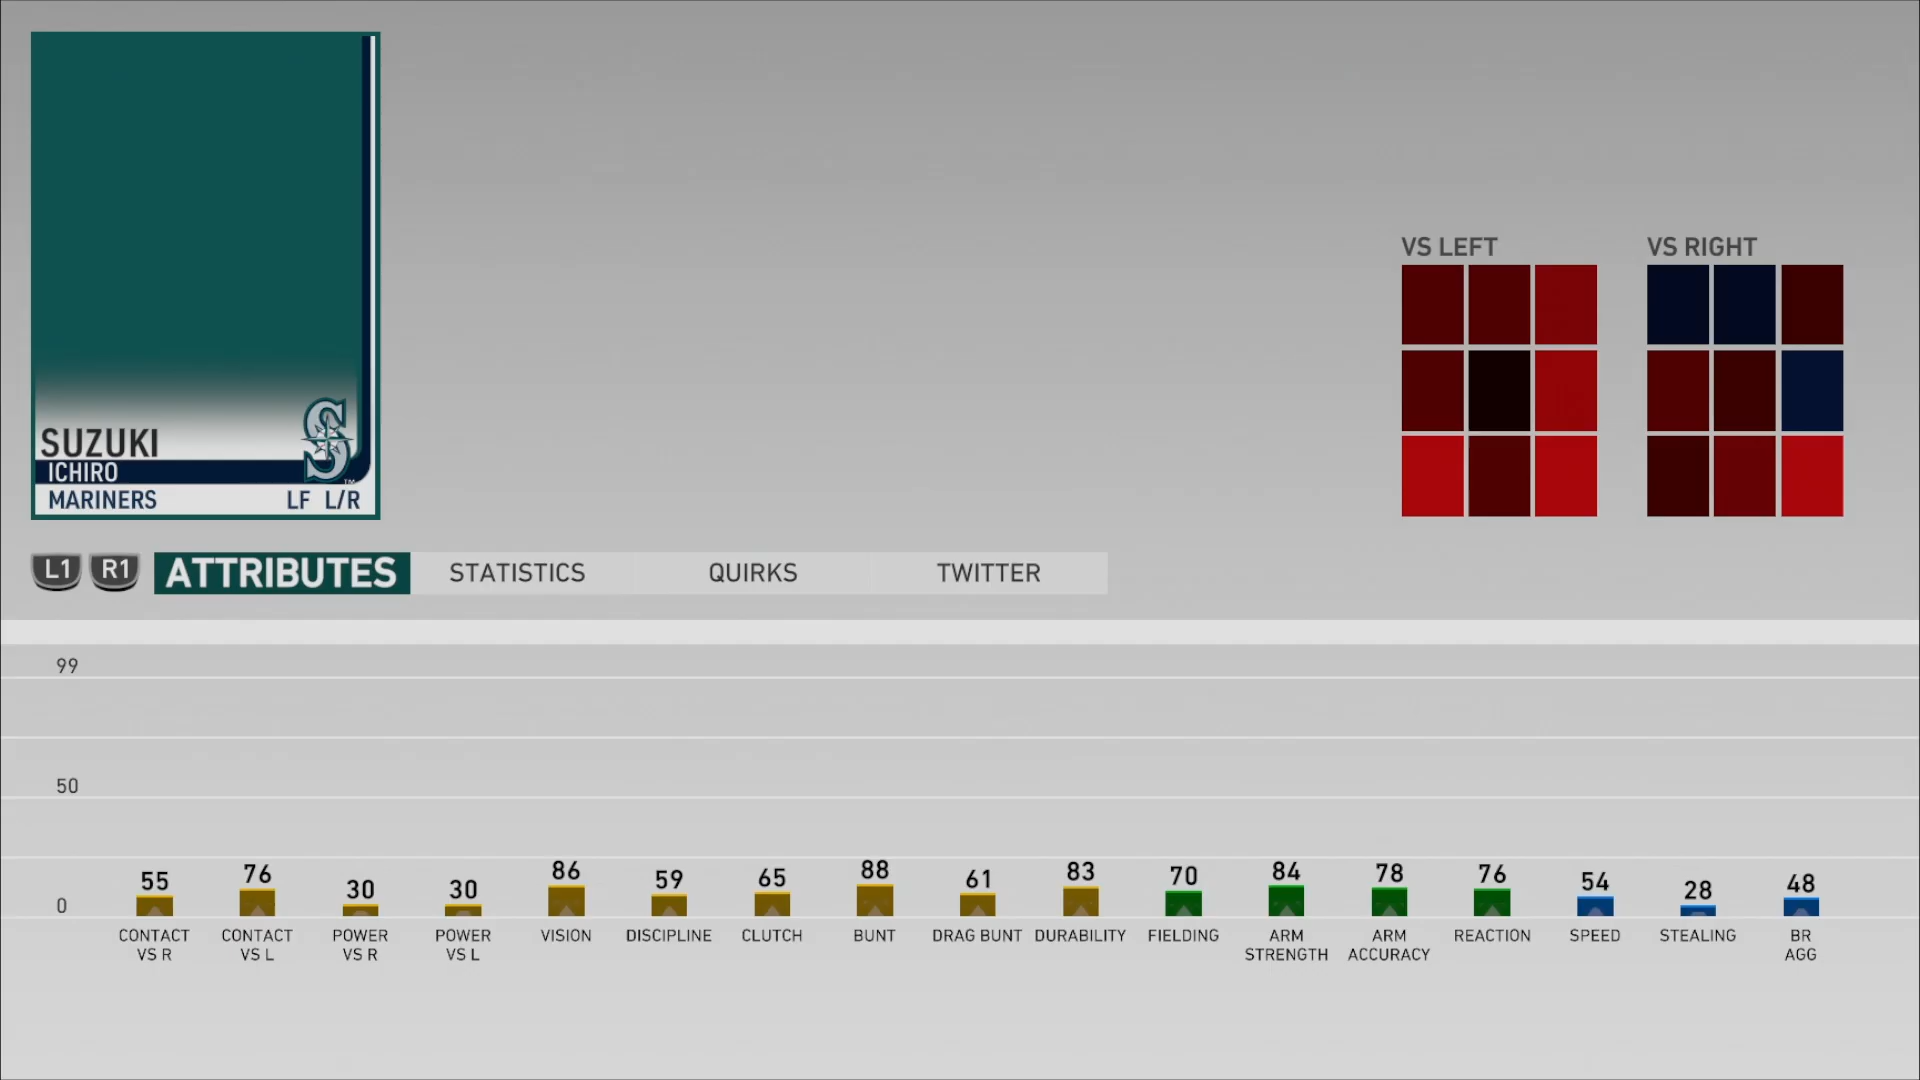 VS LEFT
VS RIGHT
SUZUKI
ICHIRO
MARINERS LF L/R
S
TM
L1 R1 ATTRIBUTES STATISTICS QUIRKS TWITTER
99
50
0
55 76 30 30 86 59 65 88 61 83 70 84 78 76 54 28 48
CONTACT VS R
CONTACT VS L
POWER VS R
POWER VS L
VISION
DISCIPLINE
CLUTCH
BUNT
DRAG BUNT
DURABILITY
FIELDING
ARM STRENGTH
ARM ACCURACY
REACTION
SPEED
STEALING
BR AGG